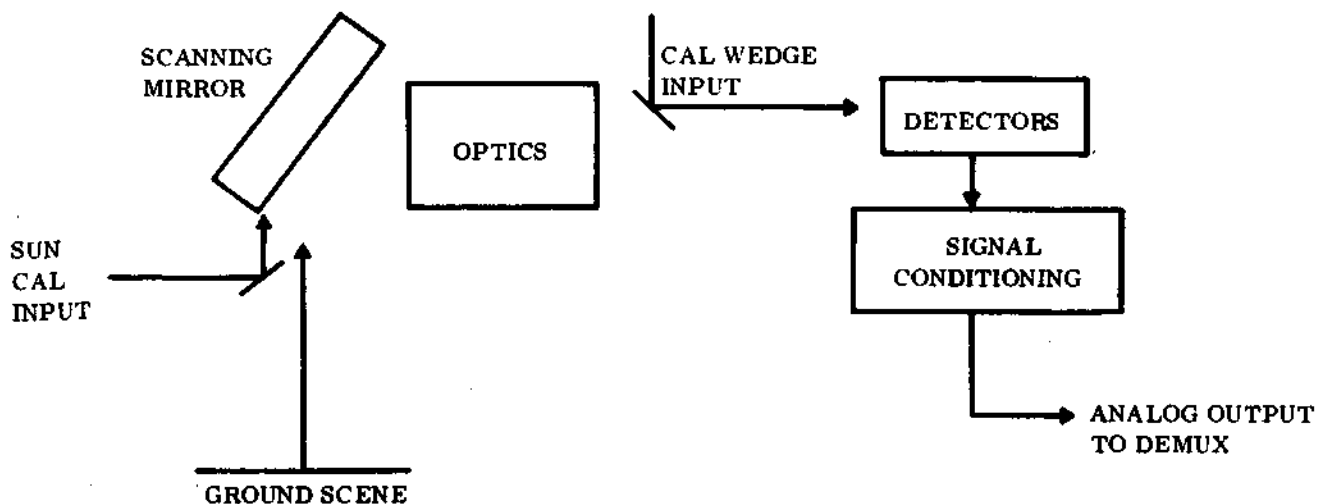 SCANNING
MIRROR
CAL WEDGE
INPUT
OPTICS
DETECTORS
SUN
CAL
INPUT
SIGNAL
CONDITIONING
ANALOG OUTPUT
TO DEMUX
GROUND SCENE